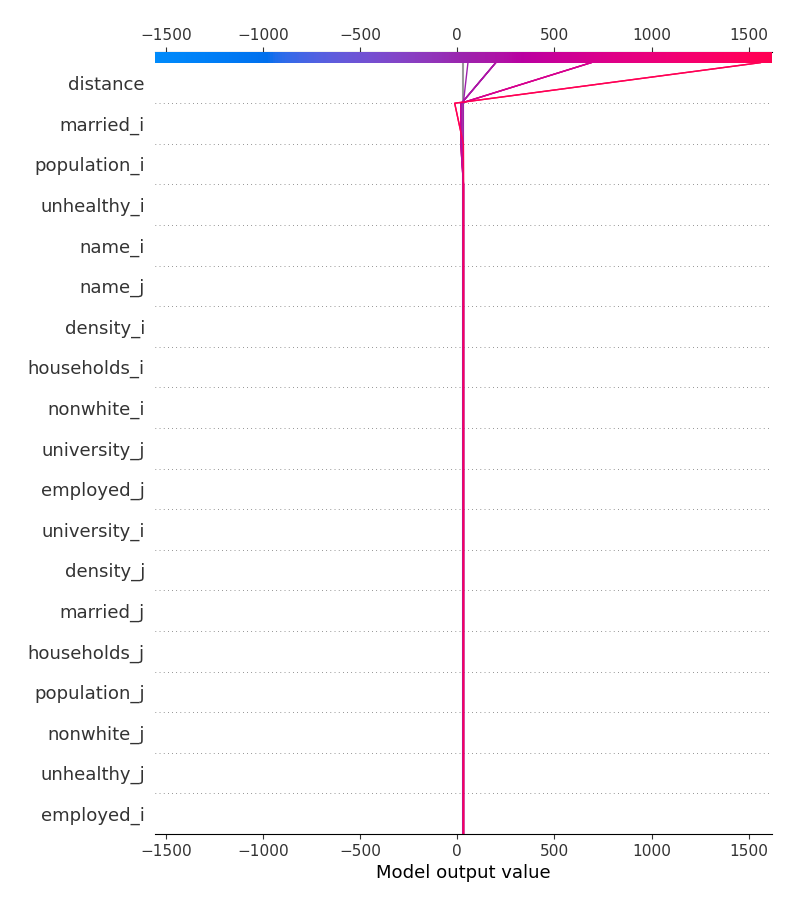 −1500 −1000 −500 0 500 1000 1500
distance
married_i
population_i
unhealthy_i
name_i
name_j
density_i
households_i
nonwhite_i
university_j
employed_j
university_i
density_j
married_j
households_j
population_j
nonwhite_j
unhealthy_j
employed_i
−1500 −1000 −500 0 500 1000 1500
Model output value